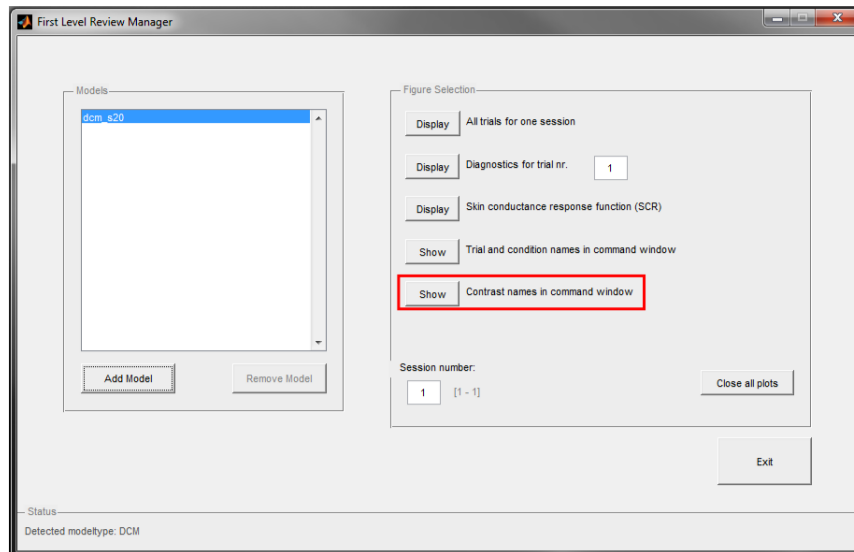 First Level Review Manager
Models
dcm_s20
Add Model
Remove Model
Figure Selection
Display All trials for one session
Display Diagnostics for trial nr. 1
Display Skin conductance response function (SCR)
Show Trial and condition names in command window
Show Contrast names in command window
Session number:
1 [1 - 1]
Close all plots
Exit
Status
Detected modeltype: DCM